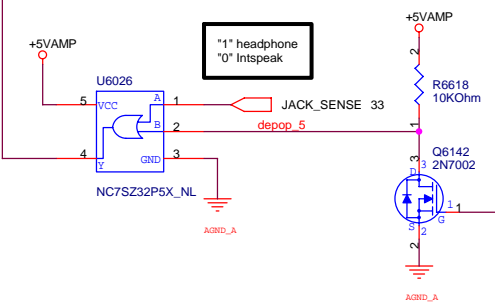 +5VAMP
+5VAMP
"1" headphone
"0" Intspeak
2
R6618
10KOhm
1
U6026
5
VCC
A
1
JACK_SENSE 33
B
2
depop_5
4
Y
GND
3
NC7SZ32P5X_NL
AGND_A
Q6142
2N7002
3
3
D
1
1
G
S
2
2
AGND_A